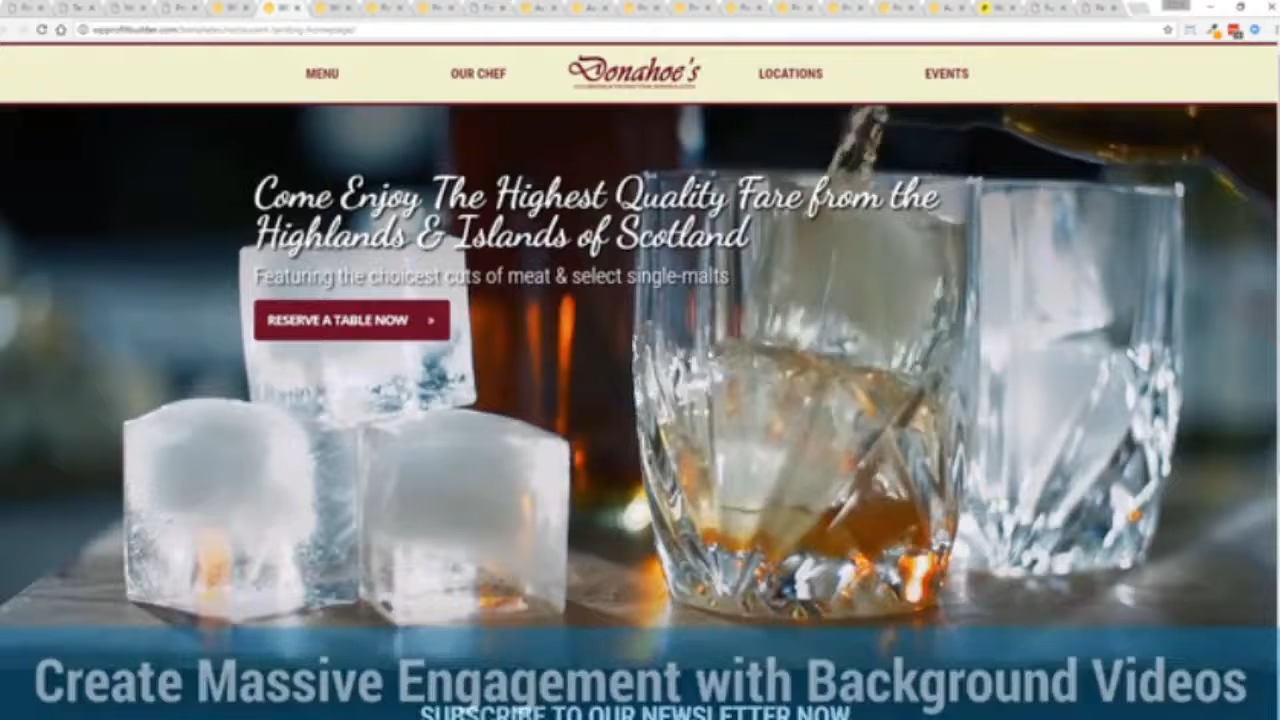 MENU
OUR CHEF
Donahoe's
LOCATIONS
EVENTS
Come Enjoy The Highest Quality Fare from the
Highlands & Islands of Scotland
Featuring the choicest cuts of meat & select single-malts
RESERVE A TABLE NOW »
Create Massive Engagement with Background Videos
SUBSCRIBE TO OUR NEWSLETTER NOW